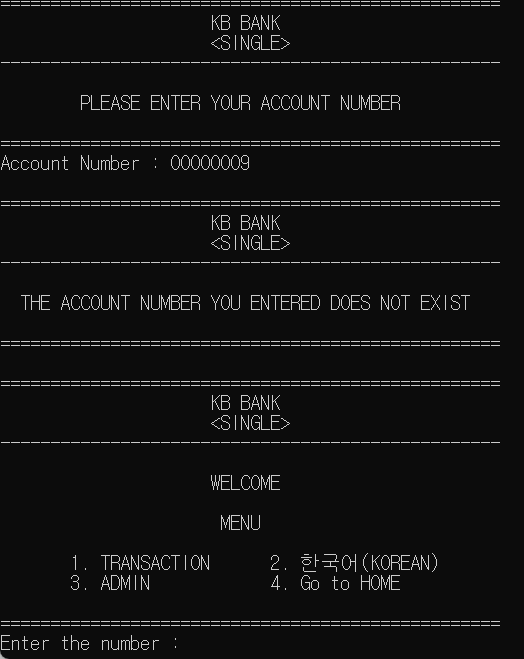 ==================================================
KB BANK
<SINGLE>
--------------------------------------------------
PLEASE ENTER YOUR ACCOUNT NUMBER
==================================================
Account Number : 00000009
==================================================
KB BANK
<SINGLE>
--------------------------------------------------
THE ACCOUNT NUMBER YOU ENTERED DOES NOT EXIST
==================================================
==================================================
KB BANK
<SINGLE>
--------------------------------------------------
WELCOME
MENU
1. TRANSACTION 2. 한국어(KOREAN)
3. ADMIN 4. Go to HOME
==================================================
Enter the number :